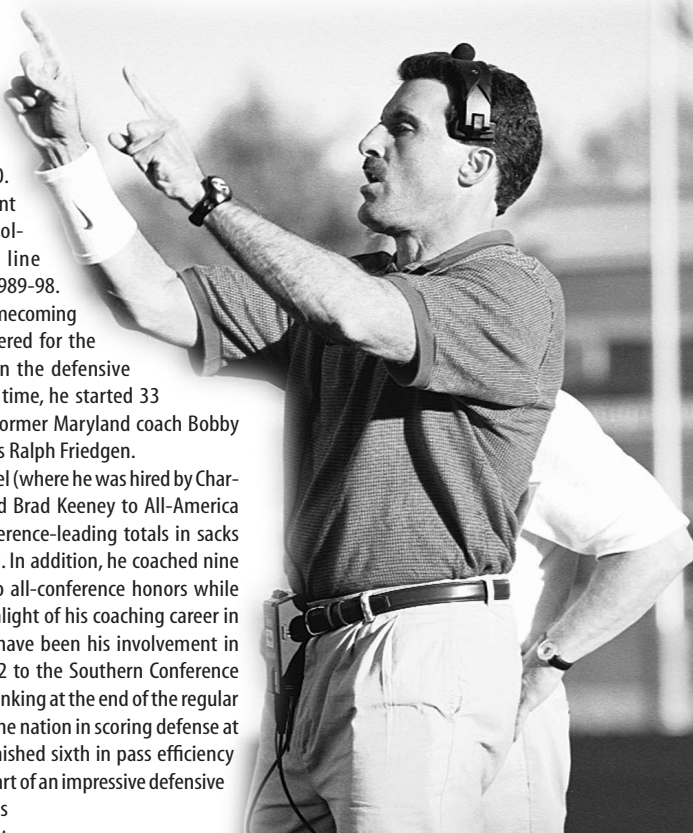 0.
nt
ol-
line
989-98.
mecoming
ered for the
n the defensive
time, he started 33
ormer Maryland coach Bobby
s Ralph Friedgen.
el (where he was hired by Char-
d Brad Keeney to All-America
erence-leading totals in sacks
. In addition, he coached nine
o all-conference honors while
light of his coaching career in
have been his involvement in
2 to the Southern Conference
nking at the end of the regular
he nation in scoring defense at
nished sixth in pass efficiency
art of an impressive defensive
s